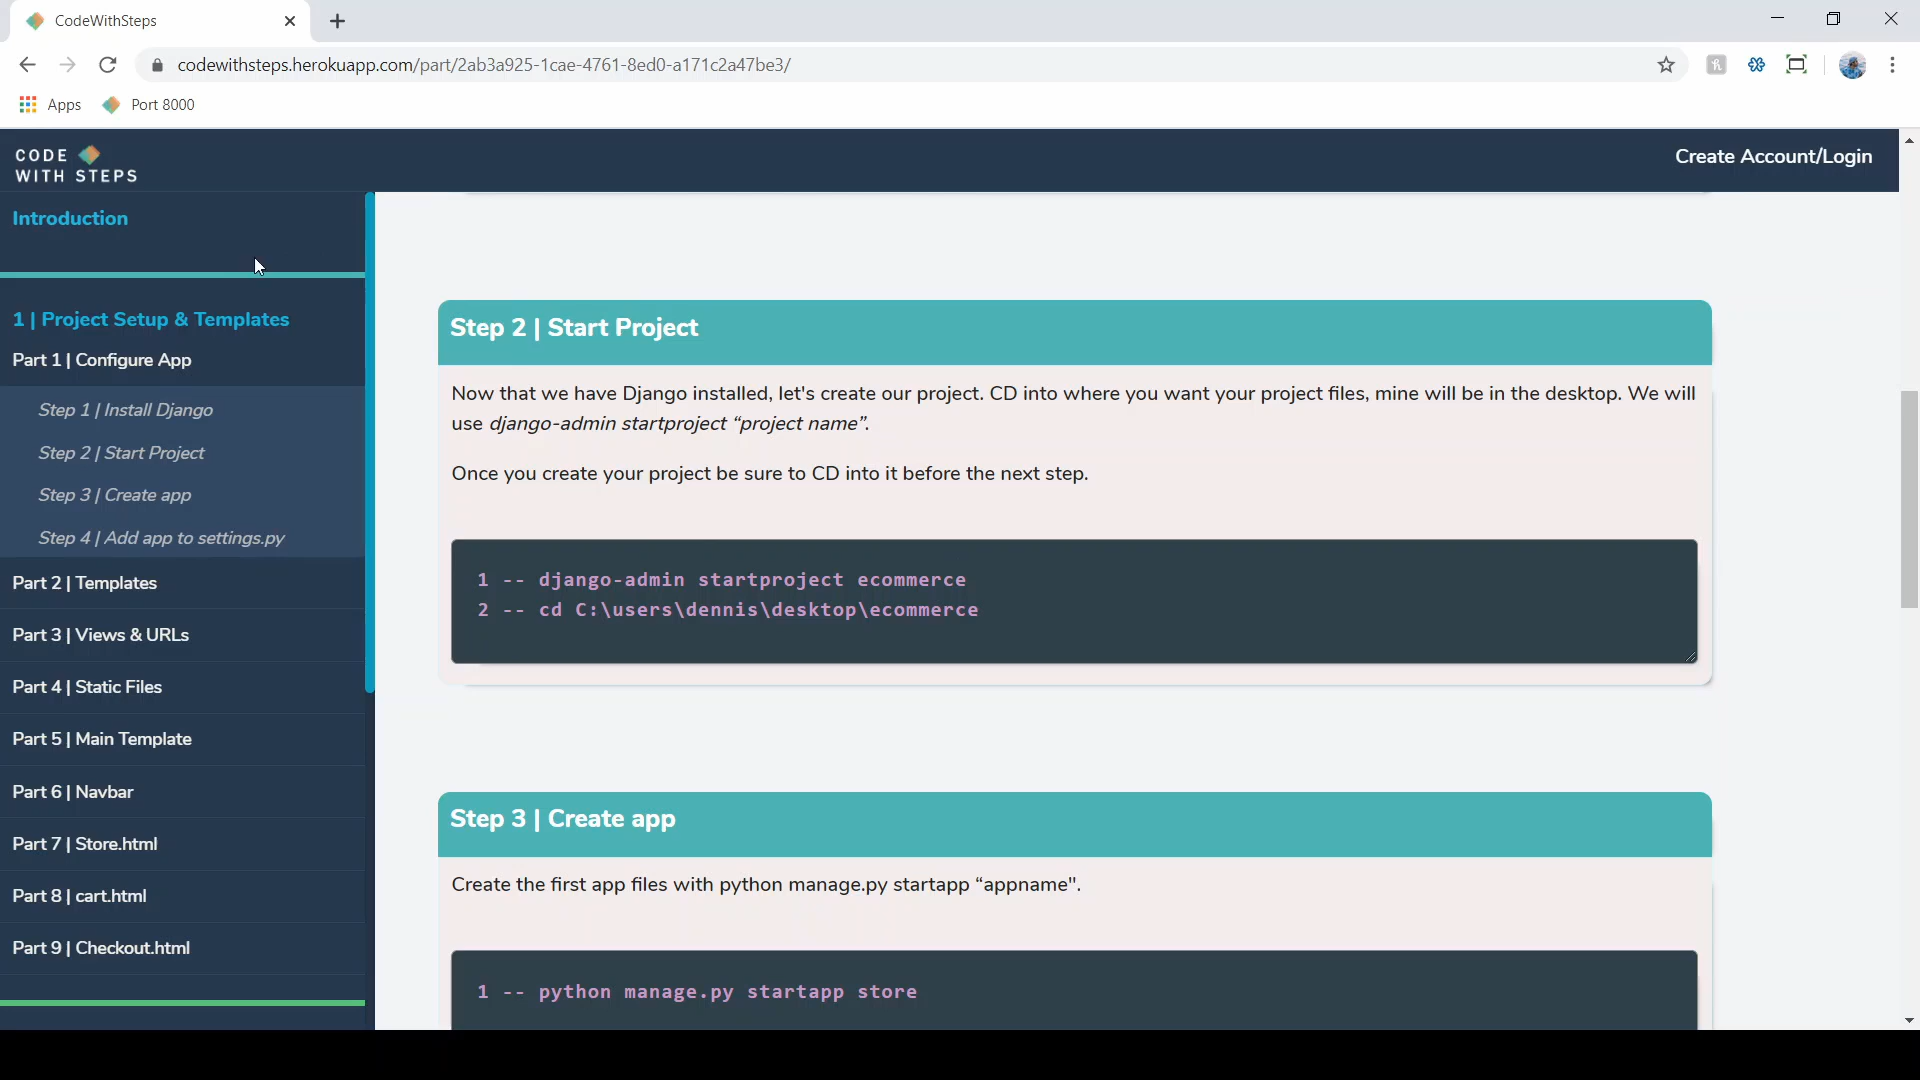 CodeWithSteps
codewithsteps.herokuapp.com/part/2ab3a925-1cae-4761-8ed0-a171c2a47be3/
Apps
Port 8000
CODE
WITH STEPS
Create Account/Login
Introduction
1 | Project Setup & Templates
Part 1 | Configure App
Step 1 | Install Django
Step 2 | Start Project
Step 3 | Create app
Step 4 | Add app to settings.py
Part 2 | Templates
Part 3 | Views & URLs
Part 4 | Static Files
Part 5 | Main Template
Part 6 | Navbar
Part 7 | Store.html
Part 8 | cart.html
Part 9 | Checkout.html
Step 2 | Start Project
Now that we have Django installed, let's create our project. CD into where you want your project files, mine will be in the desktop. We will
use django-admin startproject “project name”.
Once you create your project be sure to CD into it before the next step.
1 -- django-admin startproject ecommerce
2 -- cd C:\users\dennis\desktop\ecommerce
Step 3 | Create app
Create the first app files with python manage.py startapp “appname".
1 -- python manage.py startapp store